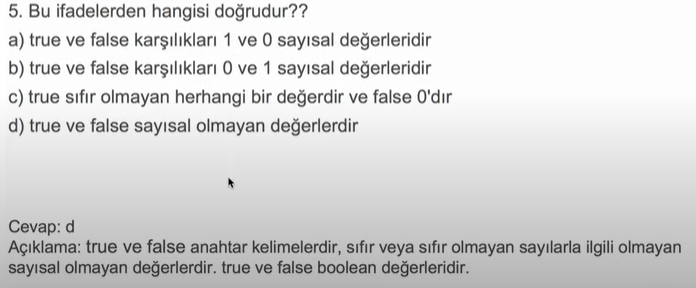 5. Bu ifadelerden hangisi doğrudur??
a) true ve false karşılıkları 1 ve 0 sayısal değerleridir
b) true ve false karşılıkları 0 ve 1 sayısal değerleridir
c) true sıfır olmayan herhangi bir değerdir ve false 0'dır
d) true ve false sayısal olmayan değerlerdir
Cevap: d
Açıklama: true ve false anahtar kelimelerdir, sıfır veya sıfır olmayan sayılarla ilgili olmayan
sayısal olmayan değerlerdir. true ve false boolean değerleridir.